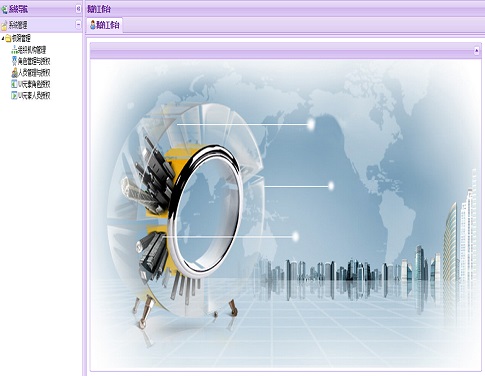 系统导航
系统管理
权限管理
组织机构管理
角色管理与授权
人员管理与授权
UI元素角色授权
UI元素人员授权
我的工作台
我的工作台